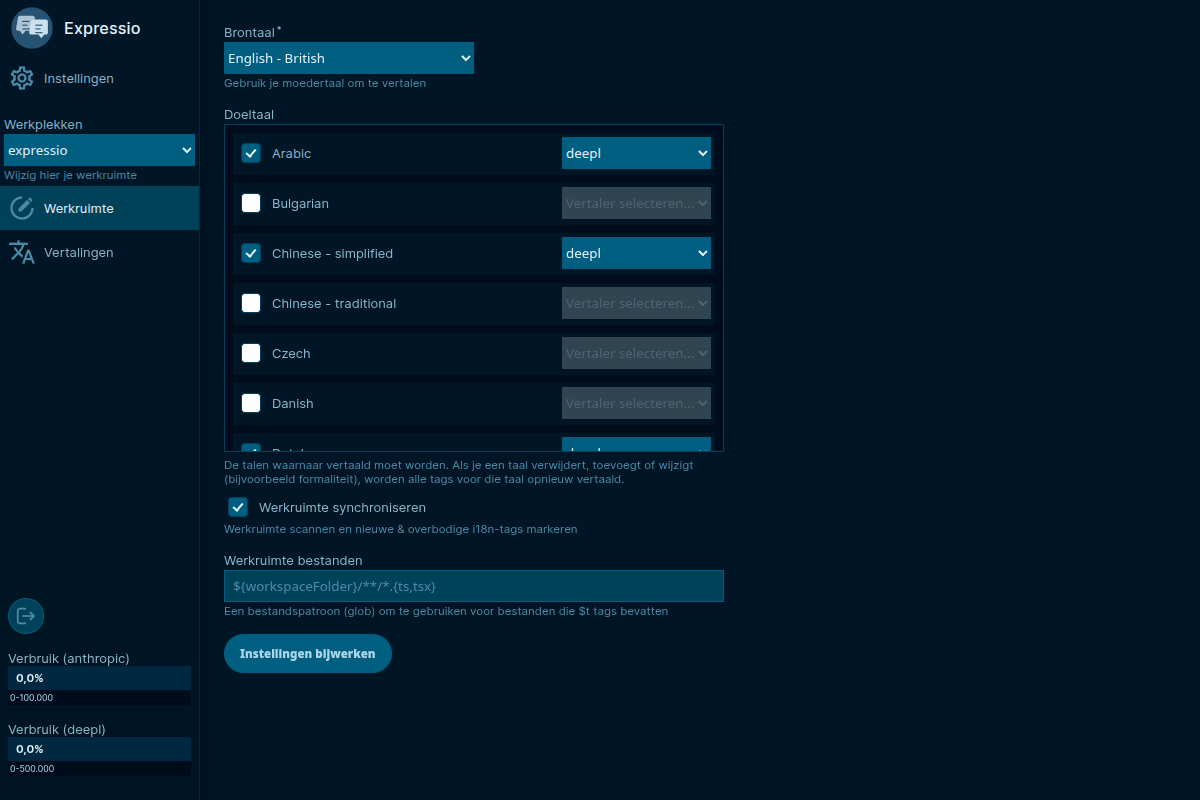 Expressio
Instellingen
Werkplekken
expressio
Wijzig hier je werkruimte
Werkruimte
Vertalingen
Verbruik (anthropic)
0,0%
0-100.000
Verbruik (deepl)
0,0%
0-500.000
Brontaal*
English - British
Gebruik je moedertaal om te vertalen
Doeltaal
Arabic deepl
Bulgarian Vertaler selecteren...
Chinese - simplified deepl
Chinese - traditional Vertaler selecteren...
Czech Vertaler selecteren...
Danish Vertaler selecteren...
De talen waarnaar vertaald moet worden. Als je een taal verwijdert, toevoegt of wijzigt
(bijvoorbeeld formaliteit), worden alle tags voor die taal opnieuw vertaald.
Werkruimte synchroniseren
Werkruimte scannen en nieuwe & overbodige i18n-tags markeren
Werkruimte bestanden
${workspaceFolder}/**/*.{ts,tsx}
Een bestandspatroon (glob) om te gebruiken voor bestanden die $t tags bevatten
Instellingen bijwerken